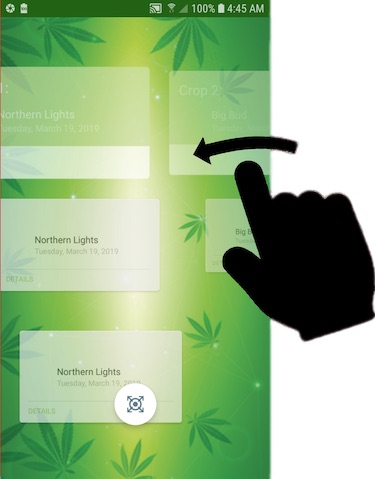 100% 4:45 AM
1:
Crop 2:
Northern Lights
Big Bud
Tuesday, March 19, 2019
Tuesday
Northern Lights
Big B
Tuesday, March 19, 2019
DETAILS
Northern Lights
Tuesday, March 19, 2019
DETAILS